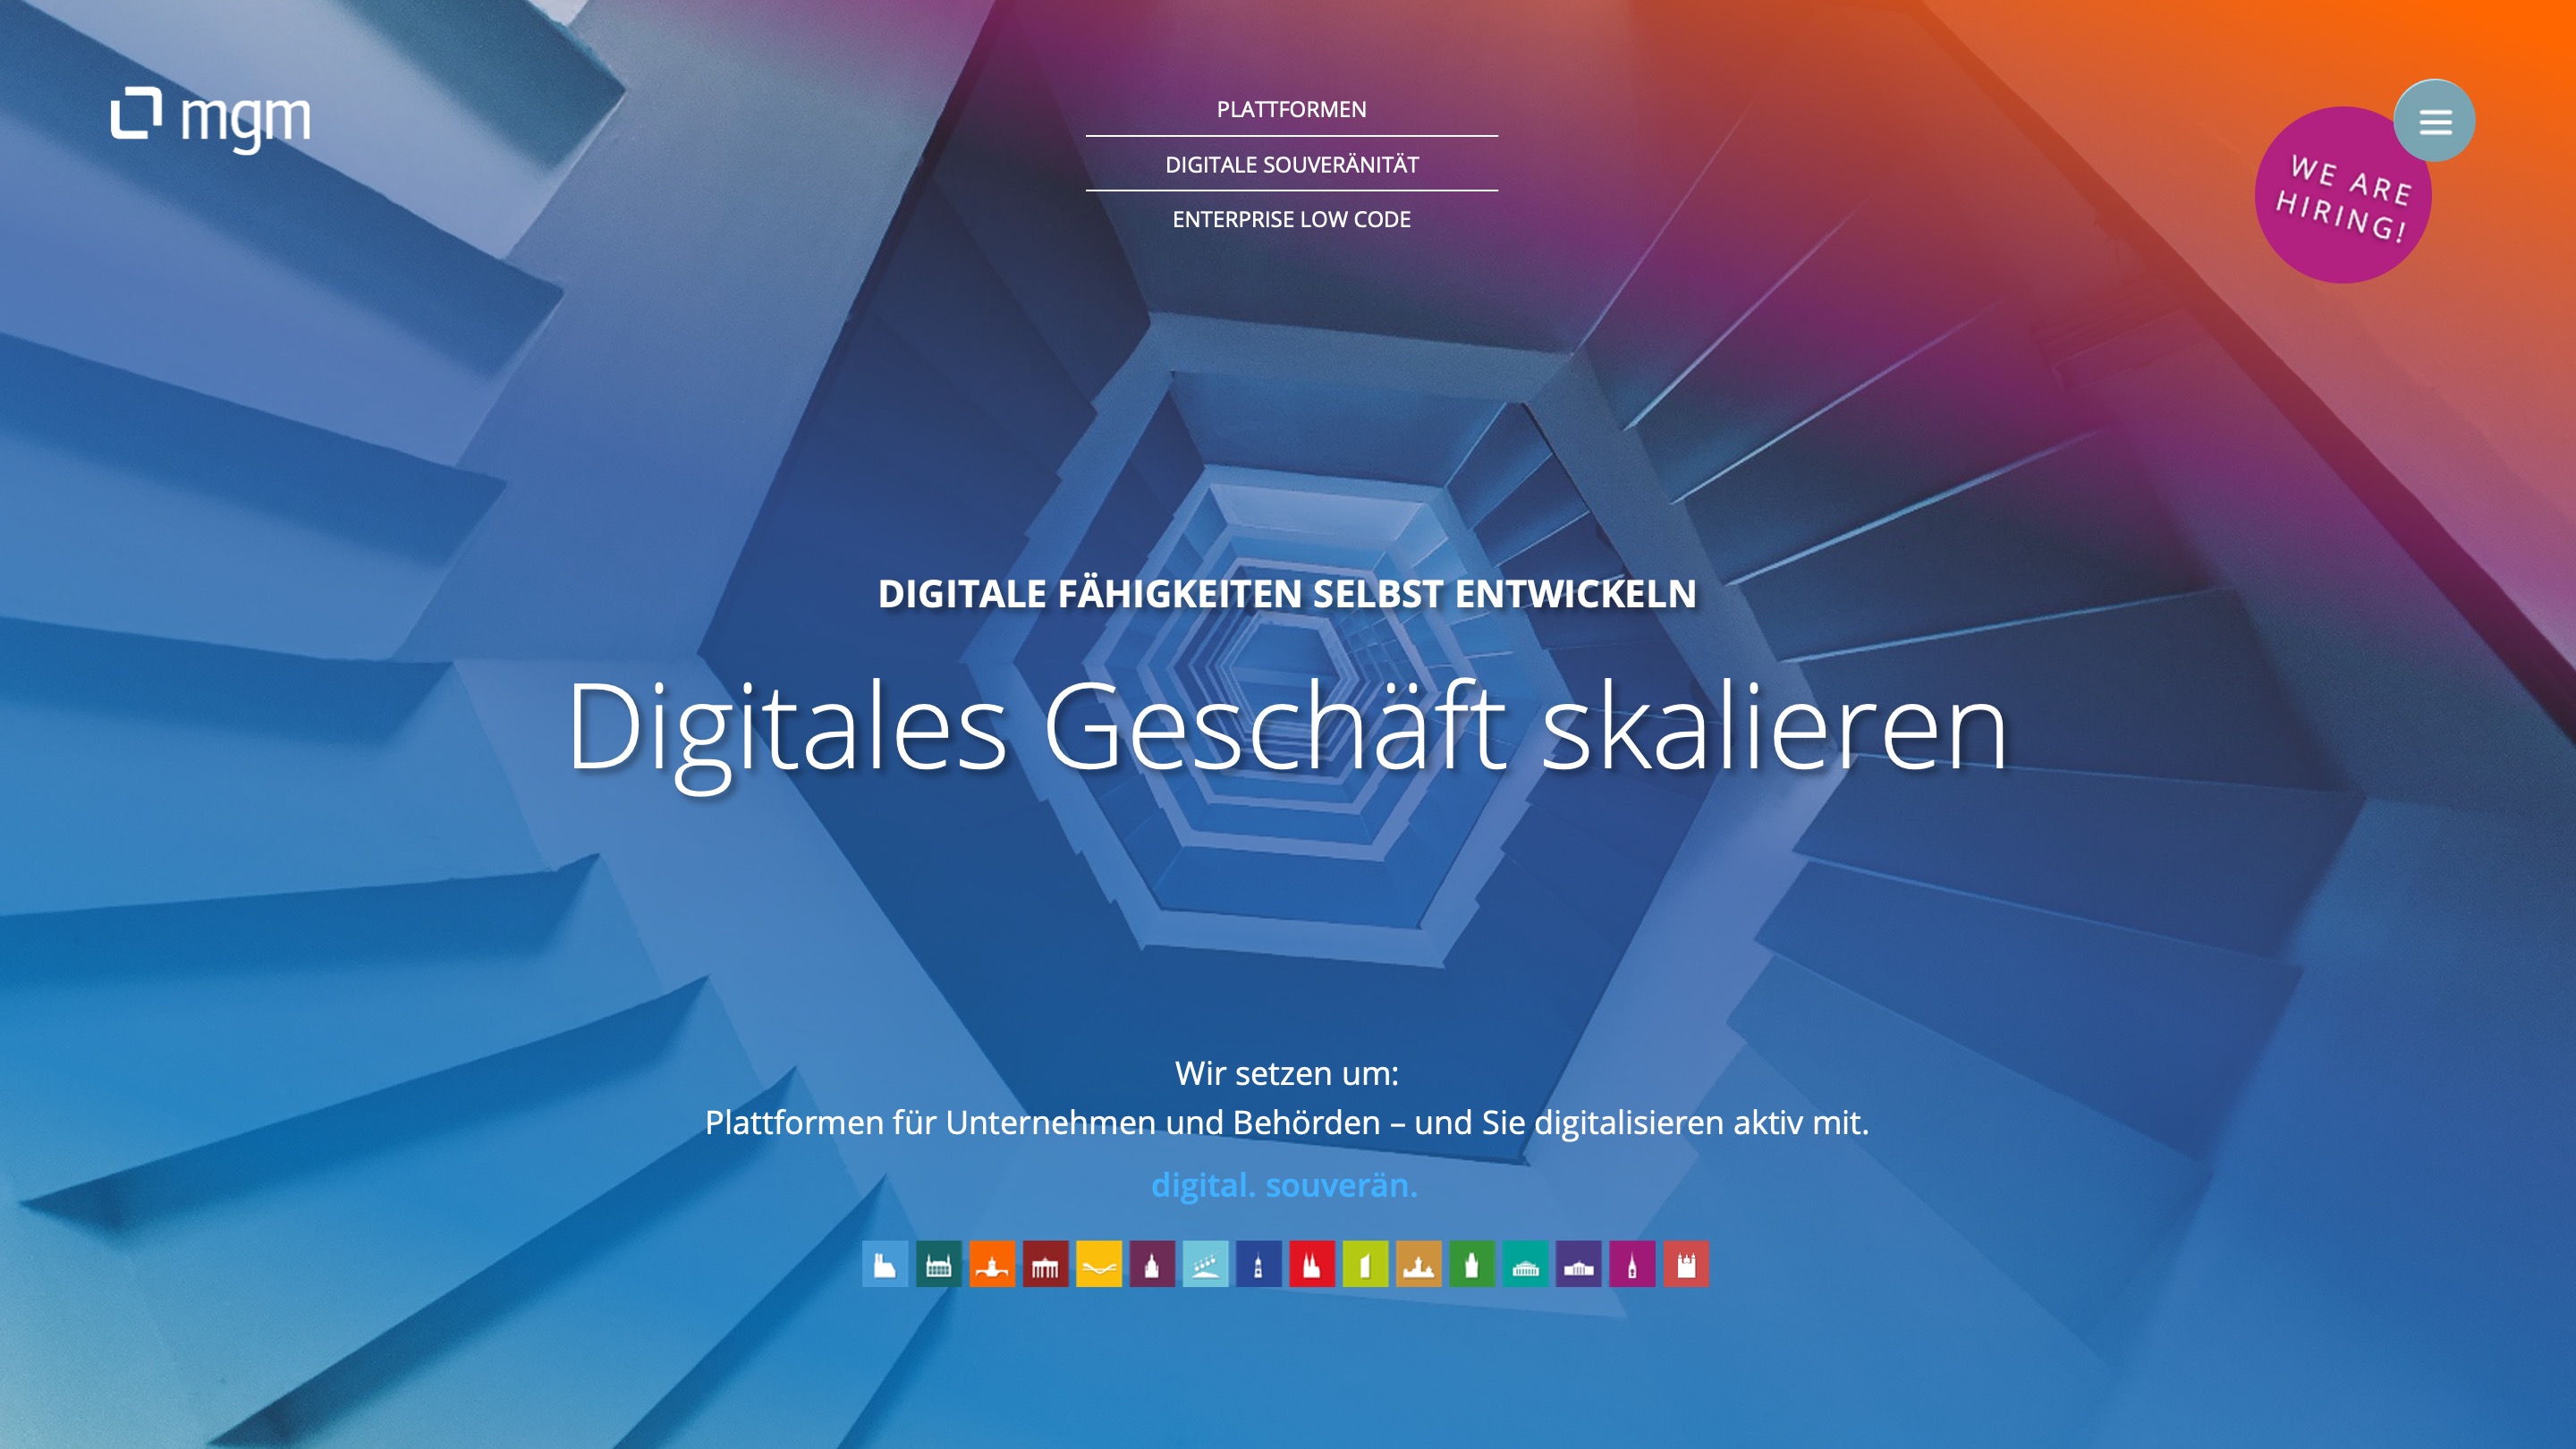 mgm
PLATTFORMEN
DIGITALE SOUVERÄNITÄT
ENTERPRISE LOW CODE
WE ARE
HIRING!
DIGITALE FÄHIGKEITEN SELBST ENTWICKELN
Digitales Geschäft skalieren
Wir setzen um:
Plattformen für Unternehmen und Behörden – und Sie digitalisieren aktiv mit.
digital. souverän.